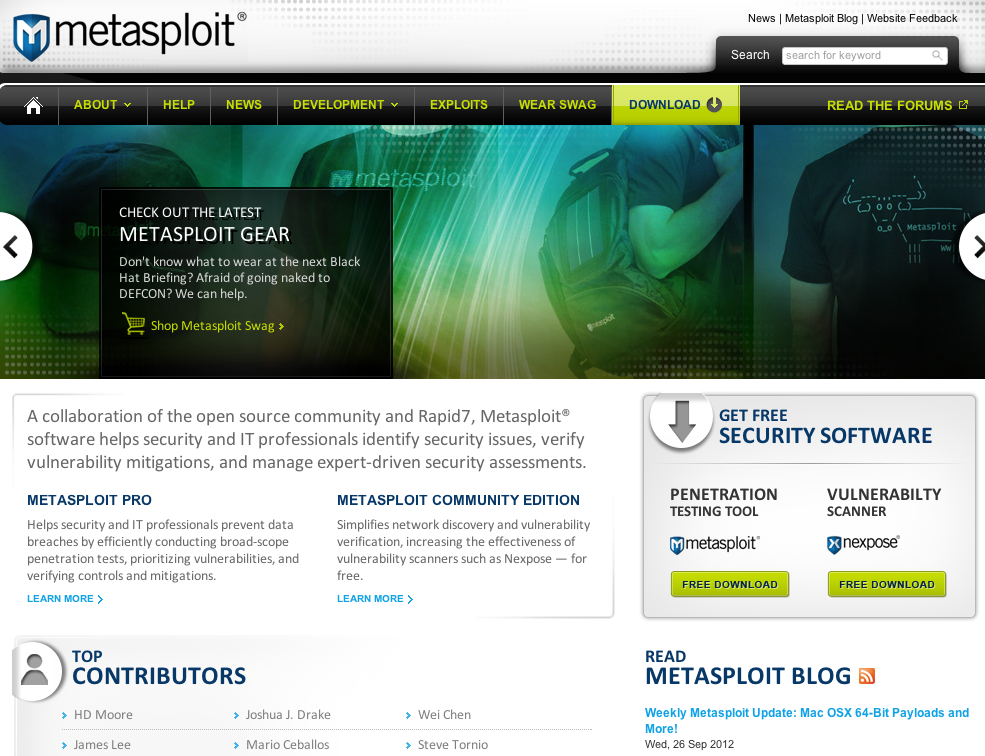 metasploit®
News | Metasploit Blog | Website Feedback
Search search for keyword
ABOUT HELP NEWS DEVELOPMENT EXPLOITS WEAR SWAG DOWNLOAD READ THE FORUMS
metasploit
CHECK OUT THE LATEST
METASPLOIT GEAR
Don't know what to wear at the next Black
Hat Briefing? Afraid of going naked to
DEFCON? We can help.
Shop Metasploit Swag
metasploit
Metasploit
A collaboration of the open source community and Rapid7, Metasploit®
software helps security and IT professionals identify security issues, verify
vulnerability mitigations, and manage expert-driven security assessments.
METASPLOIT PRO
Helps security and IT professionals prevent data
breaches by efficiently conducting broad-scope
penetration tests, prioritizing vulnerabilities, and
verifying controls and mitigations.
LEARN MORE
METASPLOIT COMMUNITY EDITION
Simplifies network discovery and vulnerability
verification, increasing the effectiveness of
vulnerability scanners such as Nexpose — for
free.
LEARN MORE
GET FREE
SECURITY SOFTWARE
PENETRATION
TESTING TOOL
metasploit®
FREE DOWNLOAD
VULNERABILTY
SCANNER
nexpose®
FREE DOWNLOAD
TOP
CONTRIBUTORS
HD Moore Joshua J. Drake Wei Chen
James Lee Mario Ceballos Steve Tornio
READ
METASPLOIT BLOG
Weekly Metasploit Update: Mac OSX 64-Bit Payloads and
More!
Wed, 26 Sep 2012